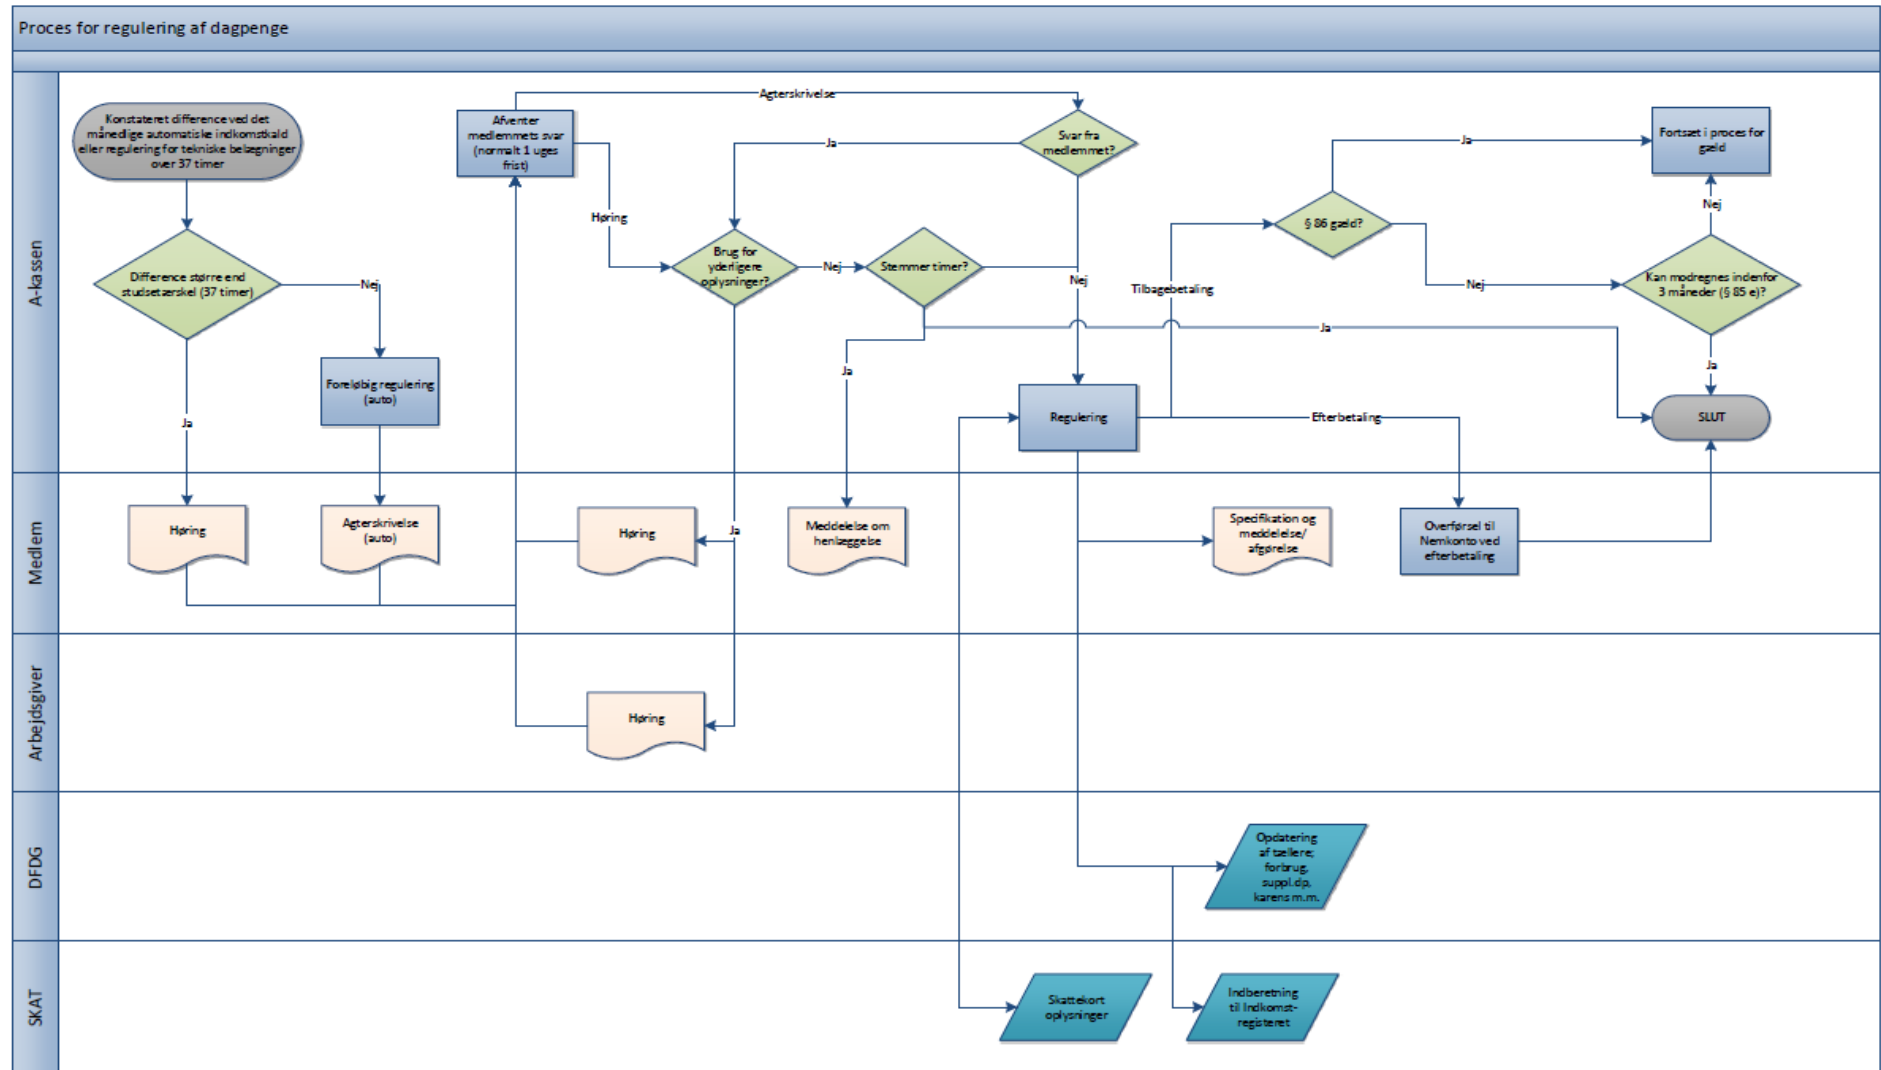 Proces for regulering af dagpenge
A-kassen
Konstateret difference ved det
månedlige automatiske indkomstkald
eller regulering for tekniske belægninger
over 37 timer
Difference større end
studsetærskel (37 timer)
Nej
Ja
Foreløbig regulering
(auto)
Afventer
medlemmets svar
(normalt 1 uges
frist)
Agterskrivelse
Høring
Svar fra
medlemmet?
Ja
Brug for
yderligere
oplysninger?
Nej
Stemmer timer?
Nej
Ja
Ja
Regulering
Tilbagebetaling
Efterbetaling
§ 86 gæld?
Ja
Nej
Fortsæt i proces for
gæld
Nej
Kan modregnes indenfor
3 måneder (§ 85 e)?
Ja
SLUT
Medlem
Høring
Agterskrivelse
(auto)
Høring
Ja
Meddelelse om
henlæggelse
Specifikation og
meddelelse/
afgørelse
Overførsel til
Nemkonto ved
efterbetaling
Arbejdsgiver
Høring
DFDG
Opdatering
af tællere;
forbrug,
suppl.dp,
karens m.m.
SKAT
Skattekort
oplysninger
Indberetning
til Indkomst-
registeret